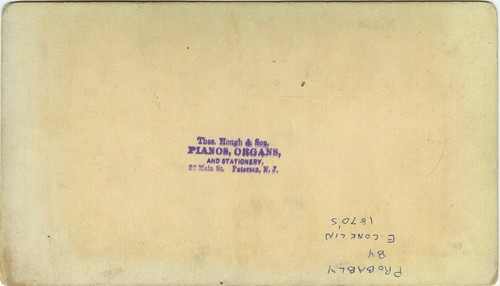 Thos. Hough & Son,
PIANOS, ORGANS,
AND STATIONERY,
Main St. Paterson, N. J.
PROBABLY
BY
E. CONKLIN
1870'S